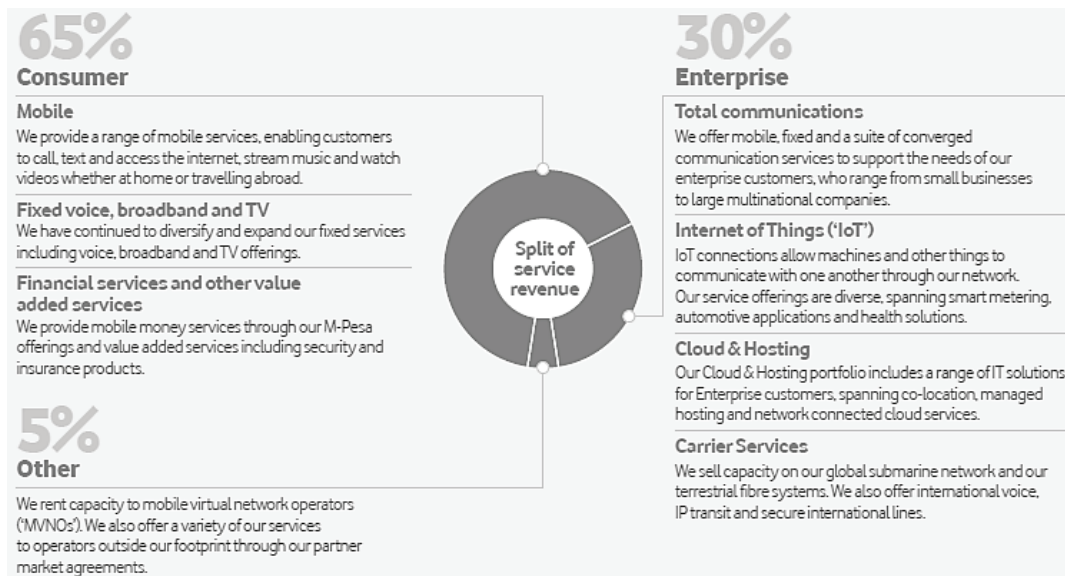 65%
Consumer
Mobile
We provide a range of mobile services, enabling customers
to call, text and access the internet, stream music and watch
videos whether at home or travelling abroad.
Fixed voice, broadband and TV
We have continued to diversify and expand our fixed services
including voice, broadband and TV offerings.
Financial services and other value
added services
We provide mobile money services through our M-Pesa
offerings and value added services including security and
insurance products.
5%
Other
We rent capacity to mobile virtual network operators
('MVNOs'). We also offer a variety of our services
to operators outside our footprint through our partner
market agreements.
Split of
service
revenue
30%
Enterprise
Total communications
We offer mobile, fixed and a suite of converged
communication services to support the needs of our
enterprise customers, who range from small businesses
to large multinational companies.
Internet of Things ('IoT')
IoT connections allow machines and other things to
communicate with one another through our network.
Our service offerings are diverse, spanning smart metering,
automotive applications and health solutions.
Cloud & Hosting
Our Cloud & Hosting portfolio includes a range of IT solutions
for Enterprise customers, spanning co-location, managed
hosting and network connected cloud services.
Carrier Services
We sell capacity on our global submarine network and our
terrestrial fibre systems. We also offer international voice,
IP transit and secure international lines.